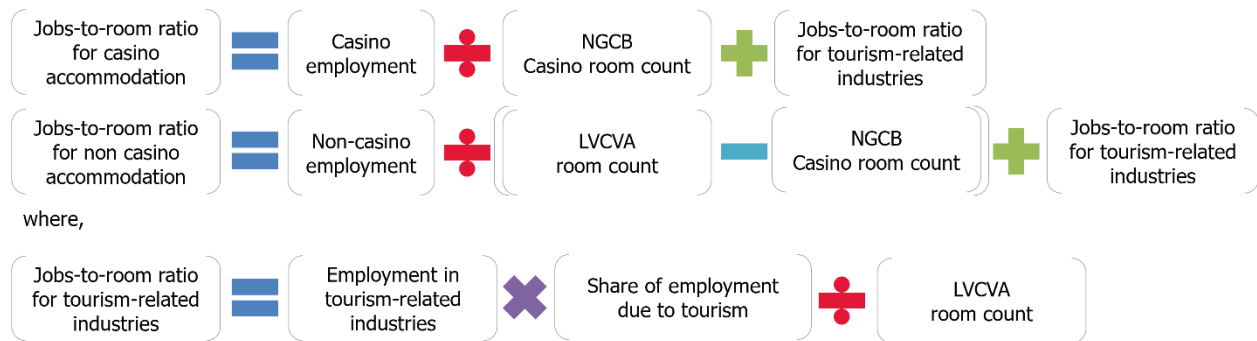 Jobs-to-room ratio
for casino
accommodation
Casino
employment
NGCB
Casino room count
Jobs-to-room ratio
for tourism-related
industries
Jobs-to-room ratio
for non casino
accommodation
Non-casino
employment
LVCVA
room count
NGCB
Casino room count
Jobs-to-room ratio
for tourism-related
industries
where,
Jobs-to-room ratio
for tourism-related
industries
Employment in
tourism-related
industries
Share of employment
due to tourism
LVCVA
room count